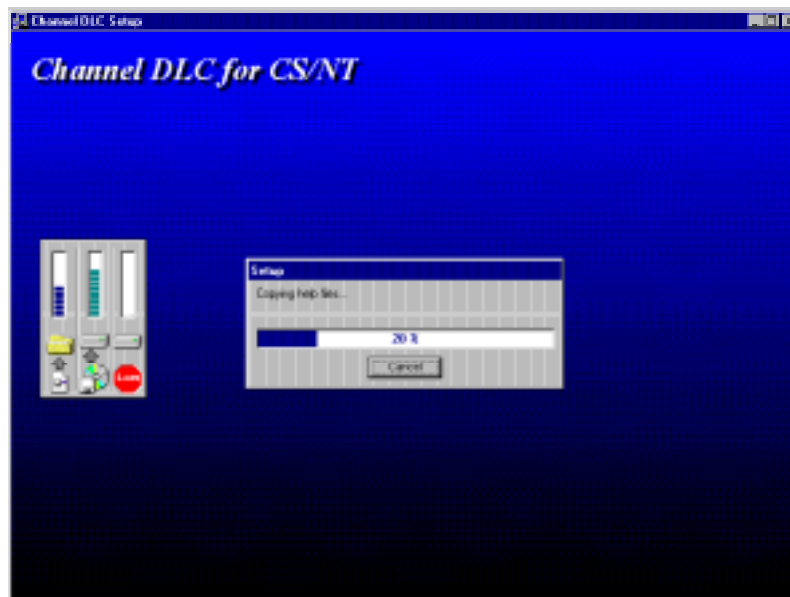 Channel DLC Setup
Channel DLC for CS/NT
Setup
Copying help files...
20 %
Cancel